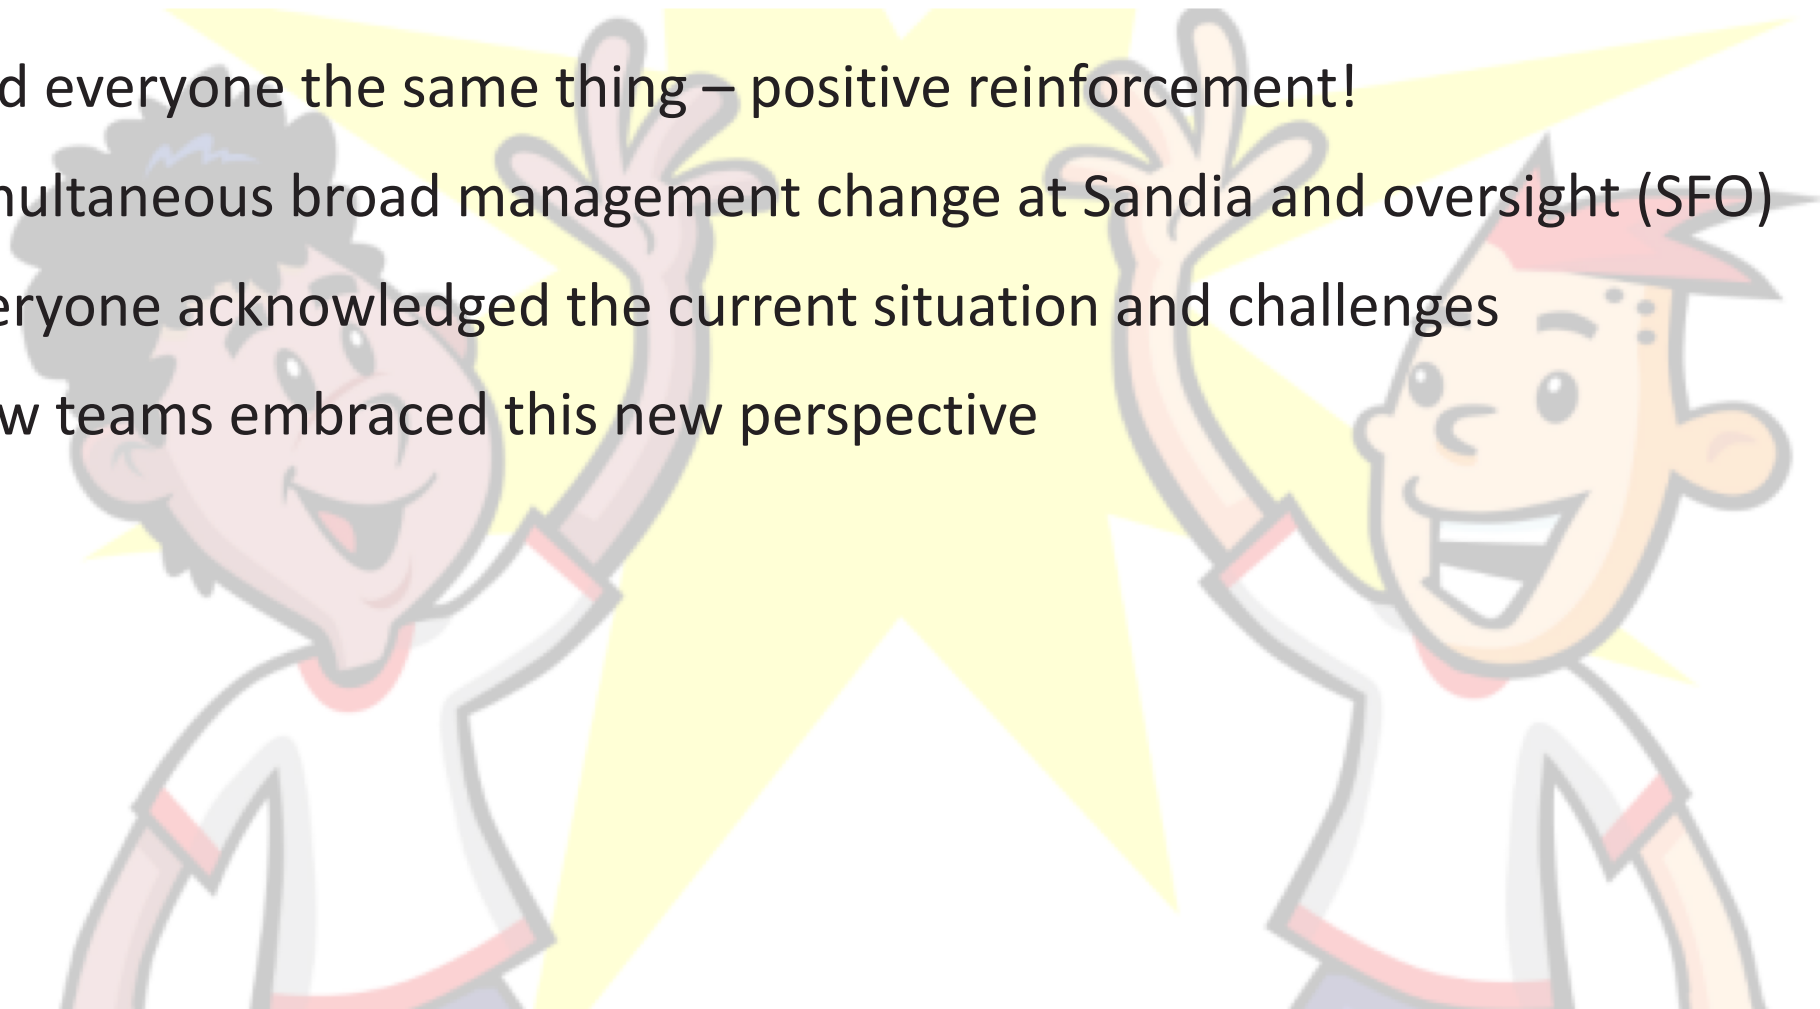 d everyone the same thing – positive reinforcement!
multaneous broad management change at Sandia and oversight (SFO)
eryone acknowledged the current situation and challenges
w teams embraced this new perspective